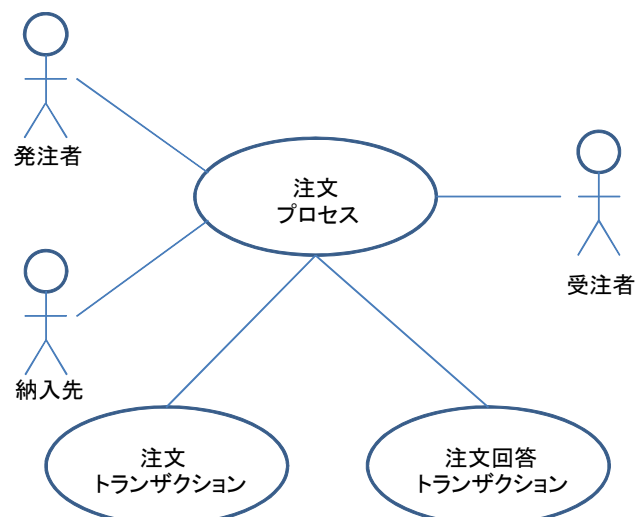 発注者
注文
プロセス
受注者
納入先
注文
トランザクション
注文回答
トランザクション